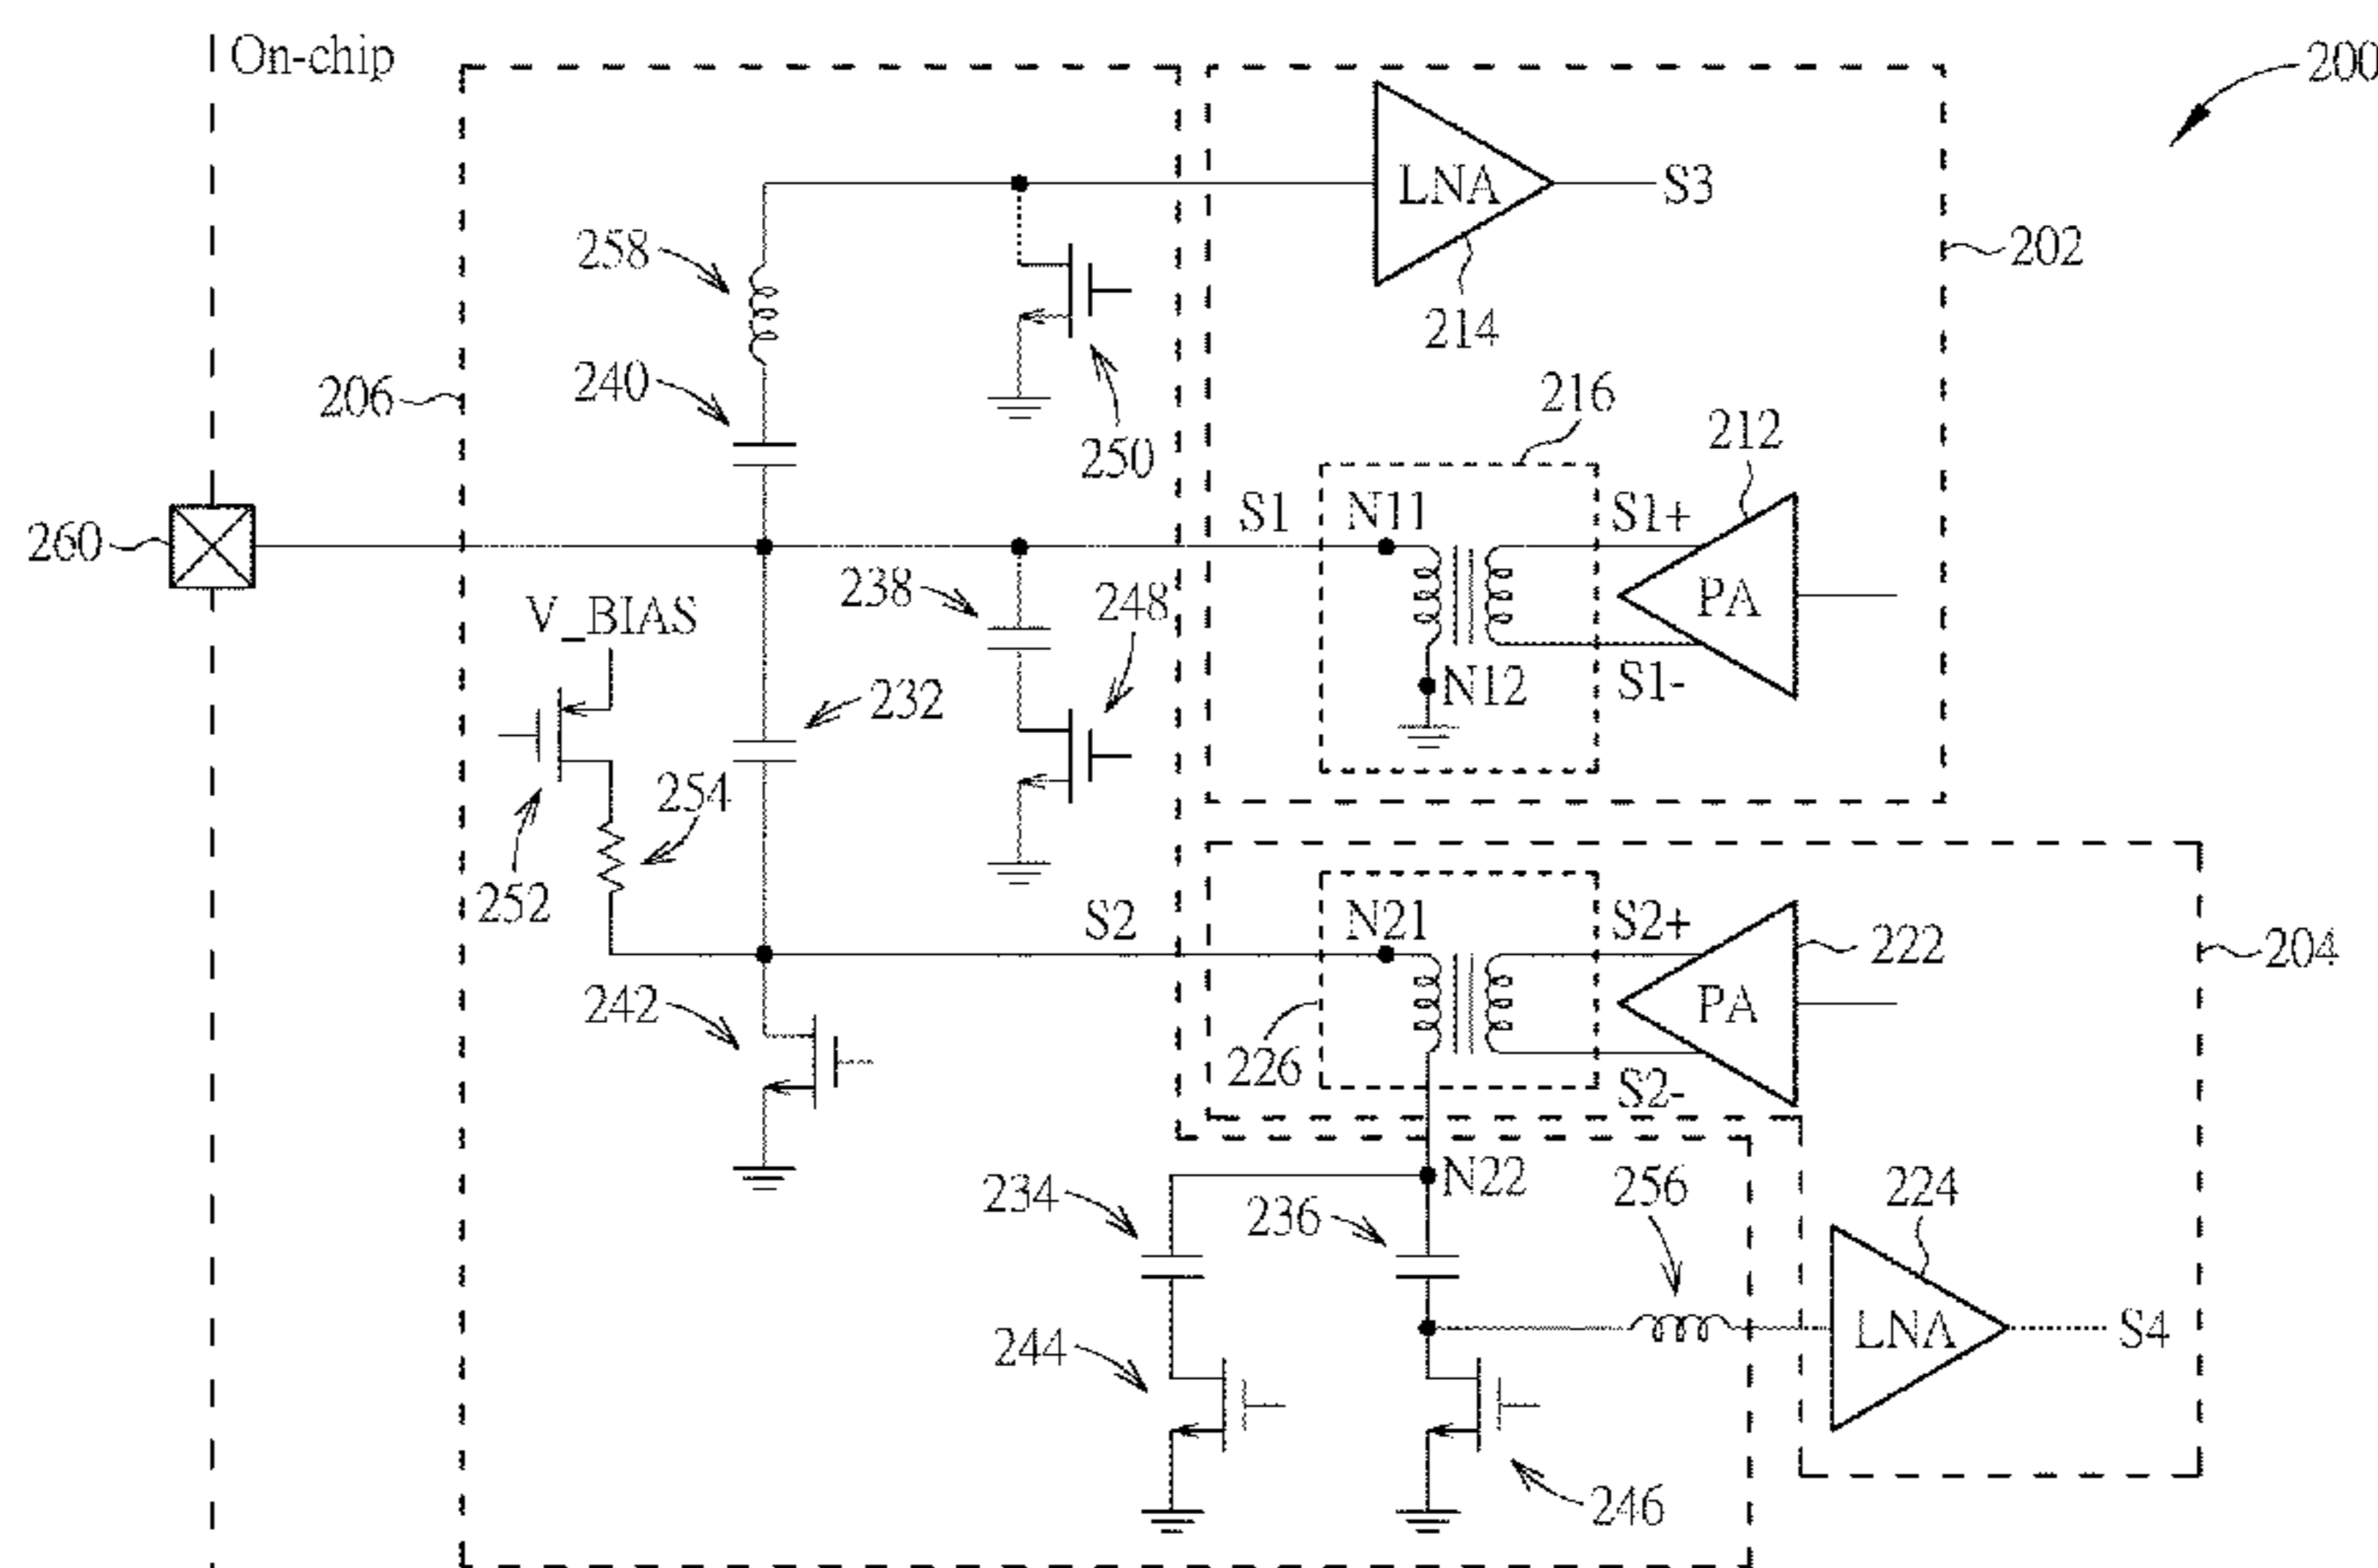 On-chip
200
LNA
S3
258
202
214
240
206
216
212
250
S1
N11
S1+
260
238
248
PA
V_BIAS
N12
S1-
232
254
252
S2
N21
S2+
222
204
242
PA
226
S2-
N22
234
236
256
224
LNA
S4
244
246